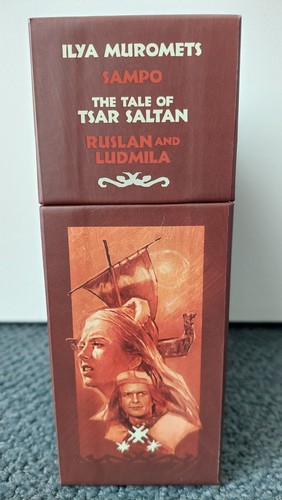 ILYA MUROMETS
SAMPO
THE TALE OF
TSAR SALTAN
RUSLAN AND
LUDMILA